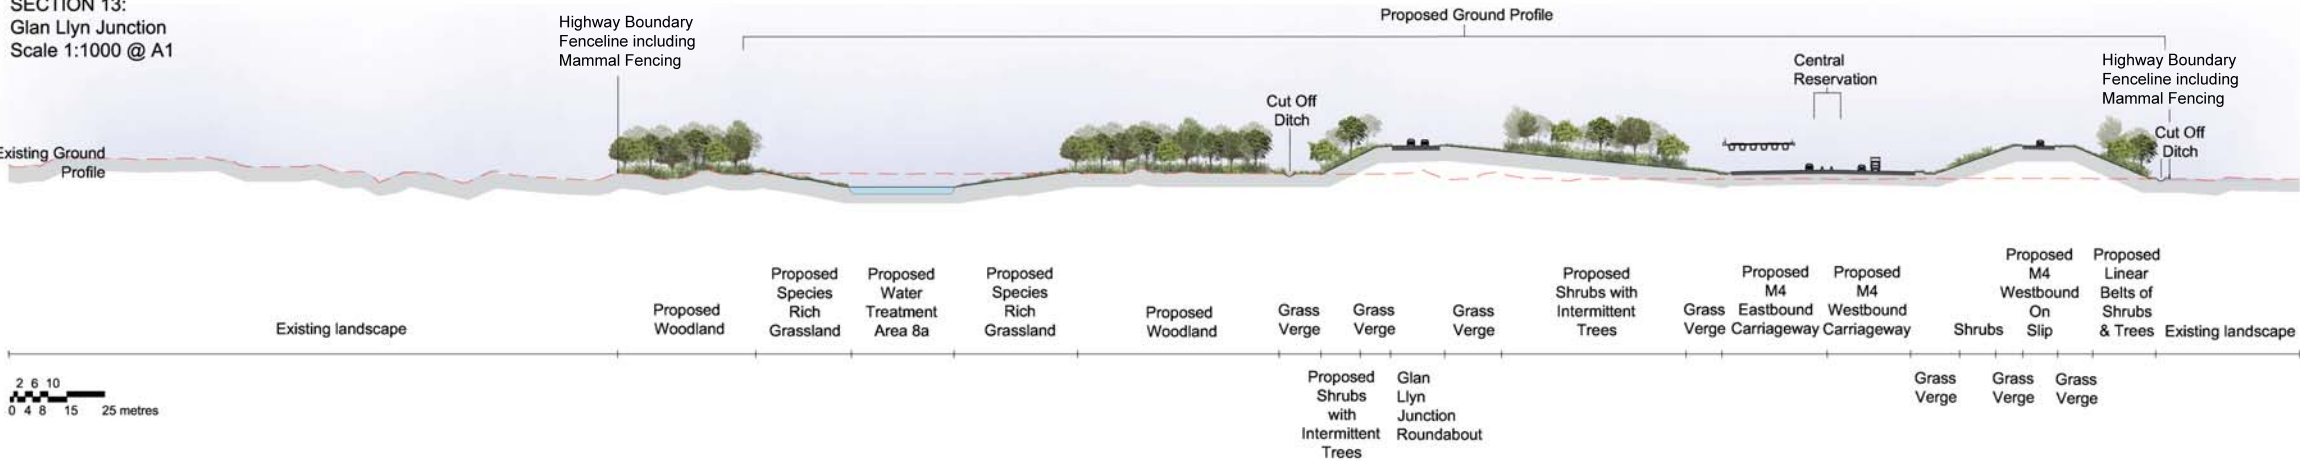 SECTION 13:
Glan Llyn Junction
Scale 1:1000 @ A1
Highway Boundary
Fenceline including
Mammal Fencing
Proposed Ground Profile
Central
Reservation
Highway Boundary
Fenceline including
Mammal Fencing
Cut Off
Ditch
Cut Off
Ditch
Existing Ground
Profile
Existing landscape
Proposed
Woodland
Proposed
Species
Rich
Grassland
Proposed
Water
Treatment
Area 8a
Proposed
Species
Rich
Grassland
Proposed
Woodland
Grass
Verge
Grass
Verge
Grass
Verge
Proposed
Shrubs with
Intermittent
Trees
Grass
Verge
Proposed
M4
Eastbound
Carriageway
Proposed
M4
Westbound
Carriageway
Shrubs
Proposed
M4
Westbound
On
Slip
Proposed
Linear
Belts of
Shrubs
& Trees
Existing landscape
Proposed
Shrubs
with
Intermittent
Trees
Glan
Llyn
Junction
Roundabout
Grass
Verge
Grass
Verge
Grass
Verge
2 6 10
0 4 8 15 25 metres